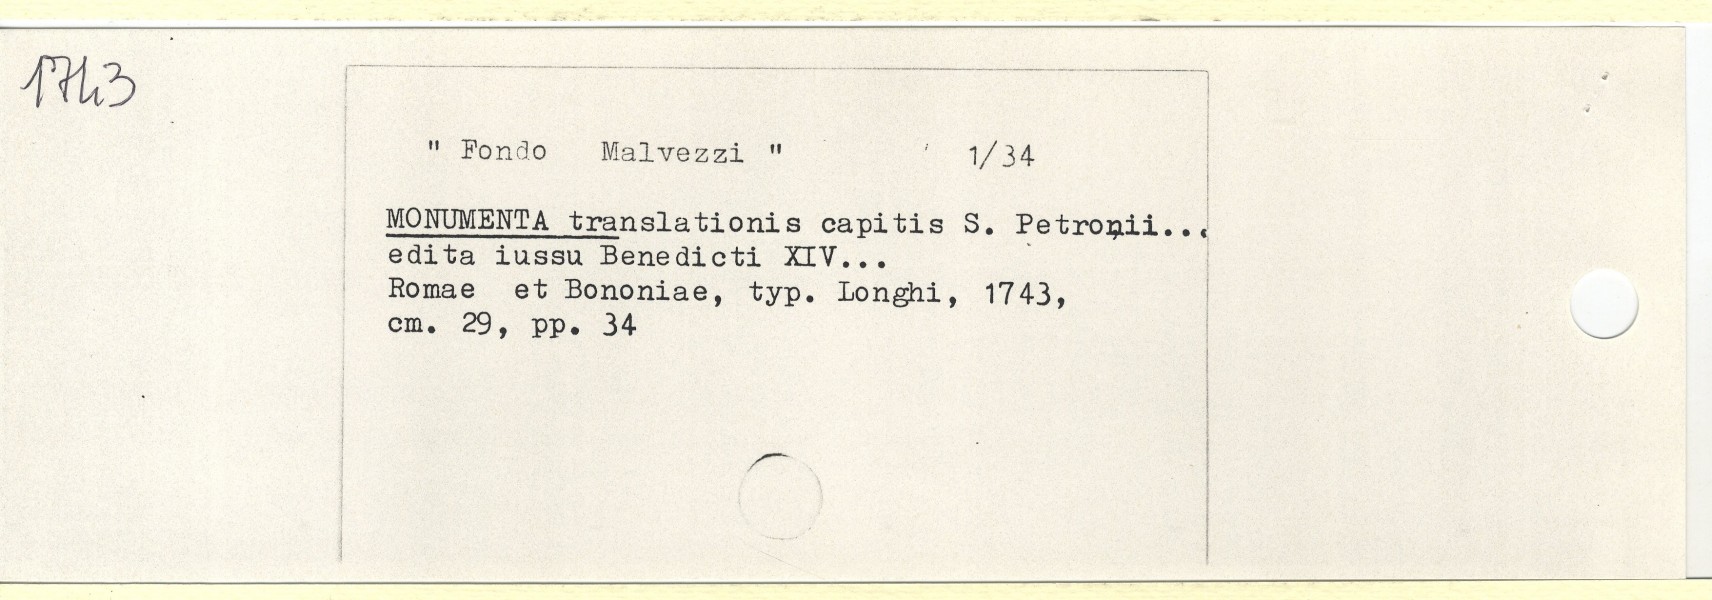 1743
" Fondo Malvezzi " 1/34
MONUMENTA translationis capitis S. Petronii...
edita iussu Benedicti XIV...
Romae et Bononiae, typ. Longhi, 1743,
cm. 29, pp. 34